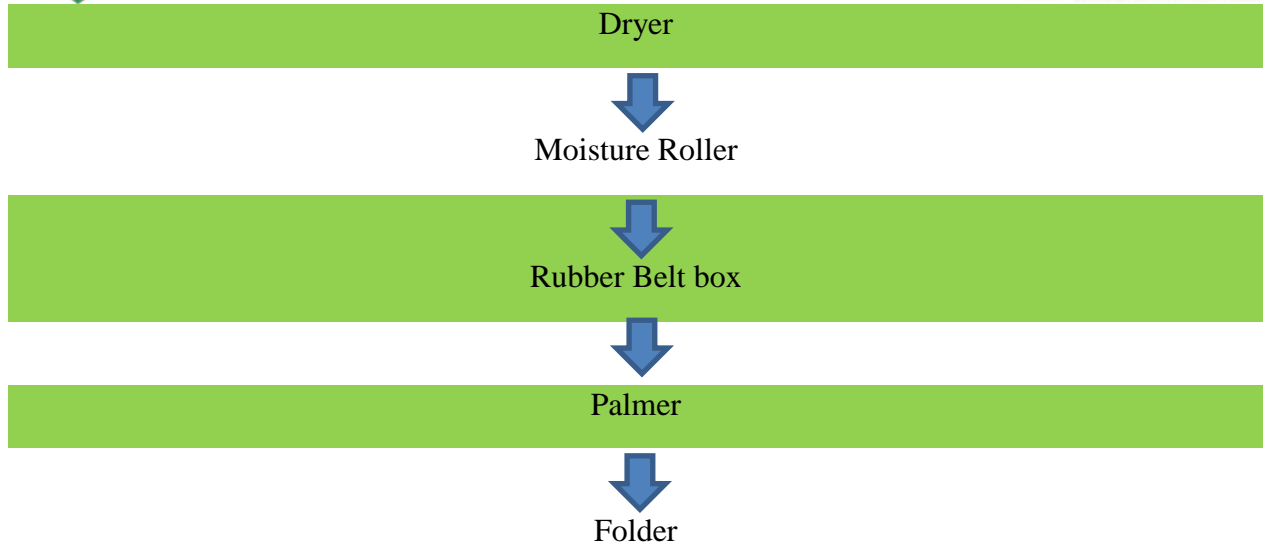 Dryer
Moisture Roller
Rubber Belt box
Palmer
Folder